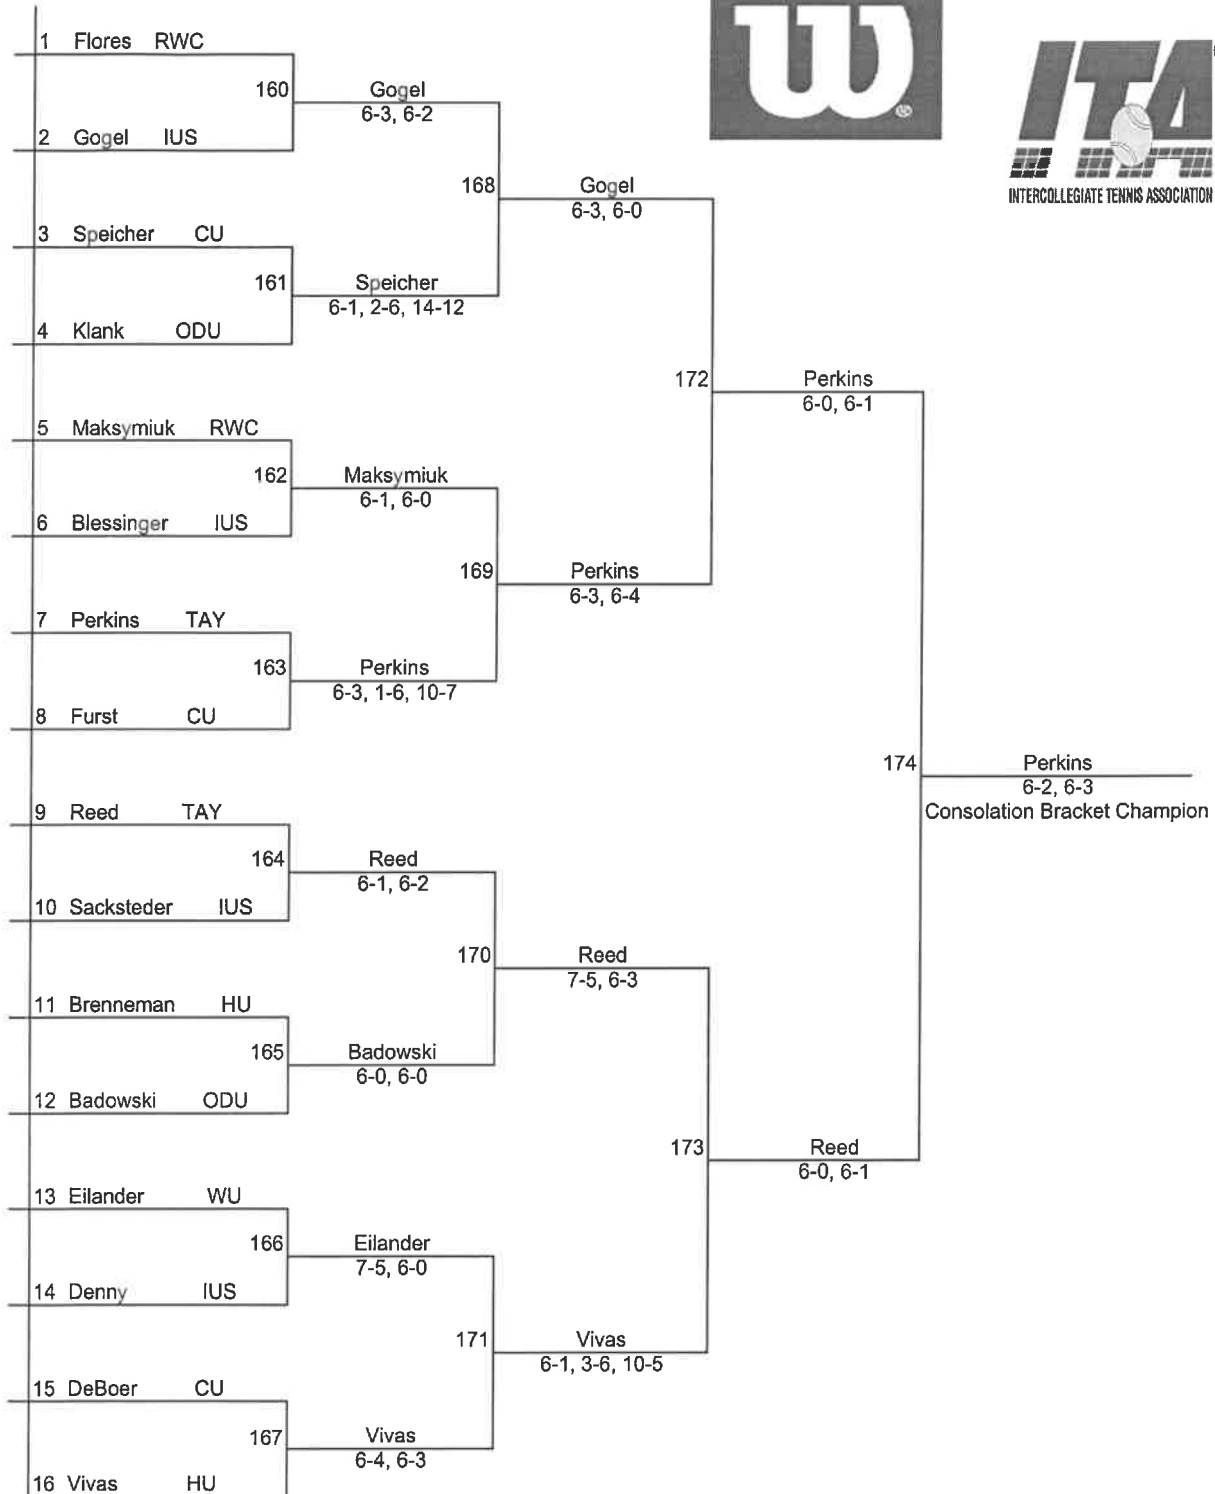 W®
ITA
INTERCOLLEGIATE TENNIS ASSOCIATION
1 Flores RWC
160 Gogel
6-3, 6-2
2 Gogel IUS
168 Gogel
6-3, 6-0
3 Speicher CU
161 Speicher
6-1, 2-6, 14-12
4 Klank ODU
172 Perkins
6-0, 6-1
5 Maksymiuk RWC
162 Maksymiuk
6-1, 6-0
6 Blessinger IUS
169 Perkins
6-3, 6-4
7 Perkins TAY
163 Perkins
6-3, 1-6, 10-7
8 Furst CU
174 Perkins
6-2, 6-3
Consolation Bracket Champion
9 Reed TAY
164 Reed
6-1, 6-2
10 Sacksteder IUS
170 Reed
7-5, 6-3
11 Brenneman HU
165 Badowski
6-0, 6-0
12 Badowski ODU
173 Reed
6-0, 6-1
13 Eilander WU
166 Eilander
7-5, 6-0
14 Denny IUS
171 Vivas
6-1, 3-6, 10-5
15 DeBoer CU
167 Vivas
6-4, 6-3
16 Vivas HU